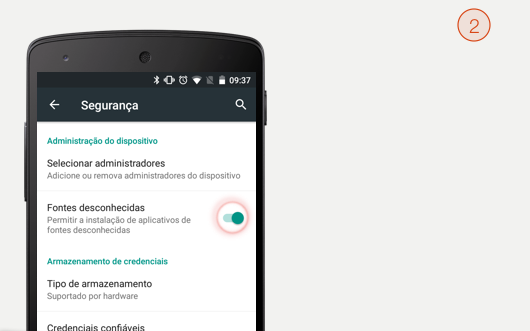 2
09:37
Segurança
Administração do dispositivo
Selecionar administradores
Adicione ou remova administradores do dispositivo
Fontes desconhecidas
Permitir a instalação de aplicativos de
fontes desconhecidas
Armazenamento de credenciais
Tipo de armazenamento
Suportado por hardware
Credenciais confiáveis